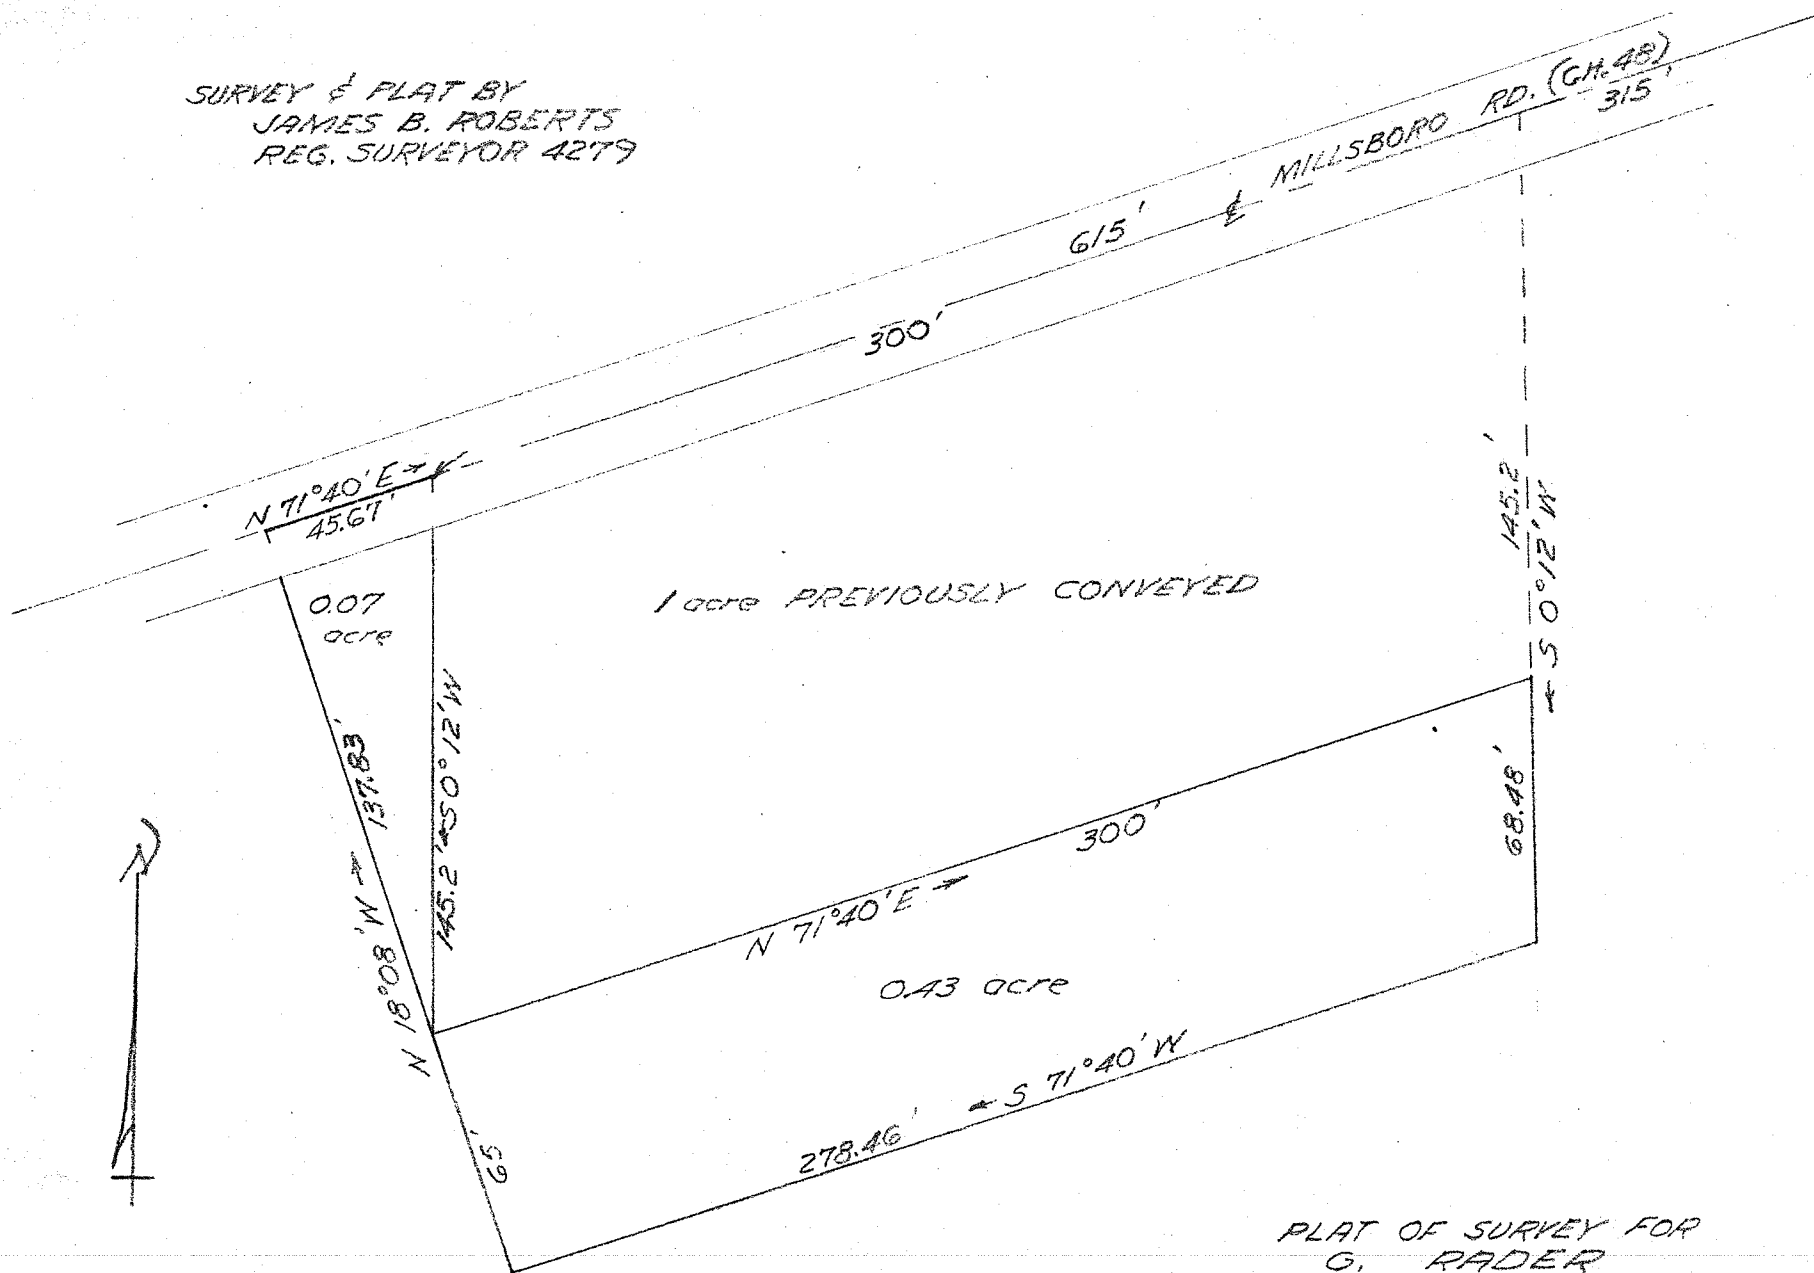 SURVEY & PLAT BY
JAMES B. ROBERTS
REG. SURVEYOR 4279
MILLSBORO RD. (C.H. 48)
315'
615'
℄
300'
N 71°40' E
45.67'
0.07
acre
1 acre PREVIOUSLY CONVEYED
145.2'
S 0°12' W
137.83'
N 18°08' W
145.2' S 0°12' W
68.48'
300'
N 71°40' E
0.43 acre
S 71°40' W
278.46'
65'
N
PLAT OF SURVEY FOR
G. RADER